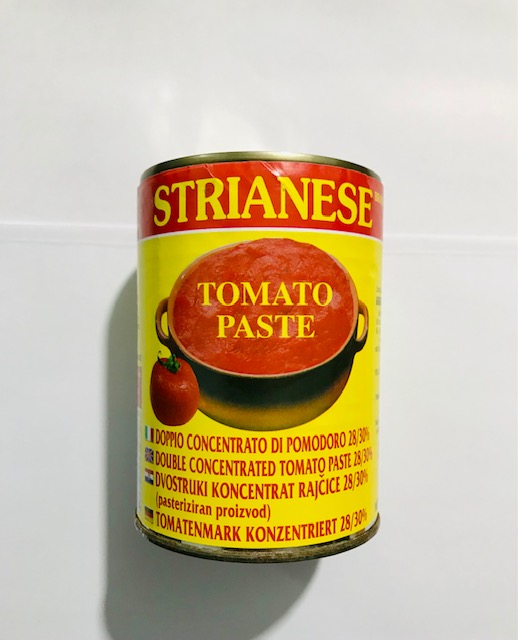 STRIANESE
TOMATO
PASTE
DOPPIO CONCENTRATO DI POMODORO 28/30%
DOUBLE CONCENTRATED TOMATO PASTE 28/30%
DVOSTRUKI KONCENTRAT RAJČICE 28/30%
(pasteriziran proizvod)
TOMATENMARK KONZENTRIERT 28/30%